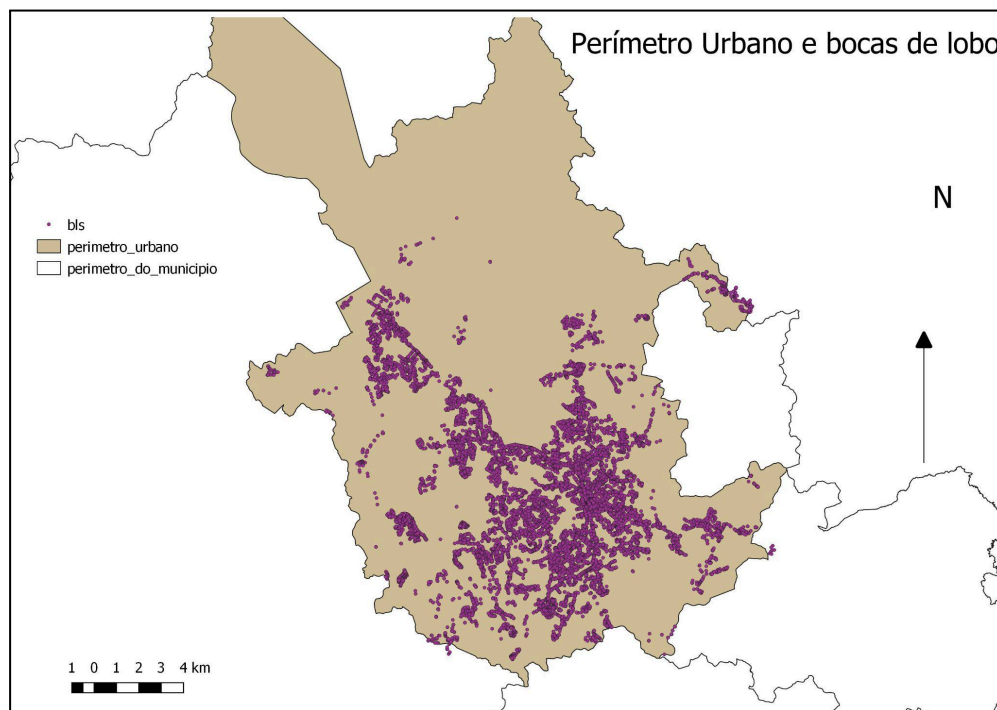 Perímetro Urbano e bocas de lobo
N
bls
perimetro_urbano
perimetro_do_municipio
1 0 1 2 3 4 km